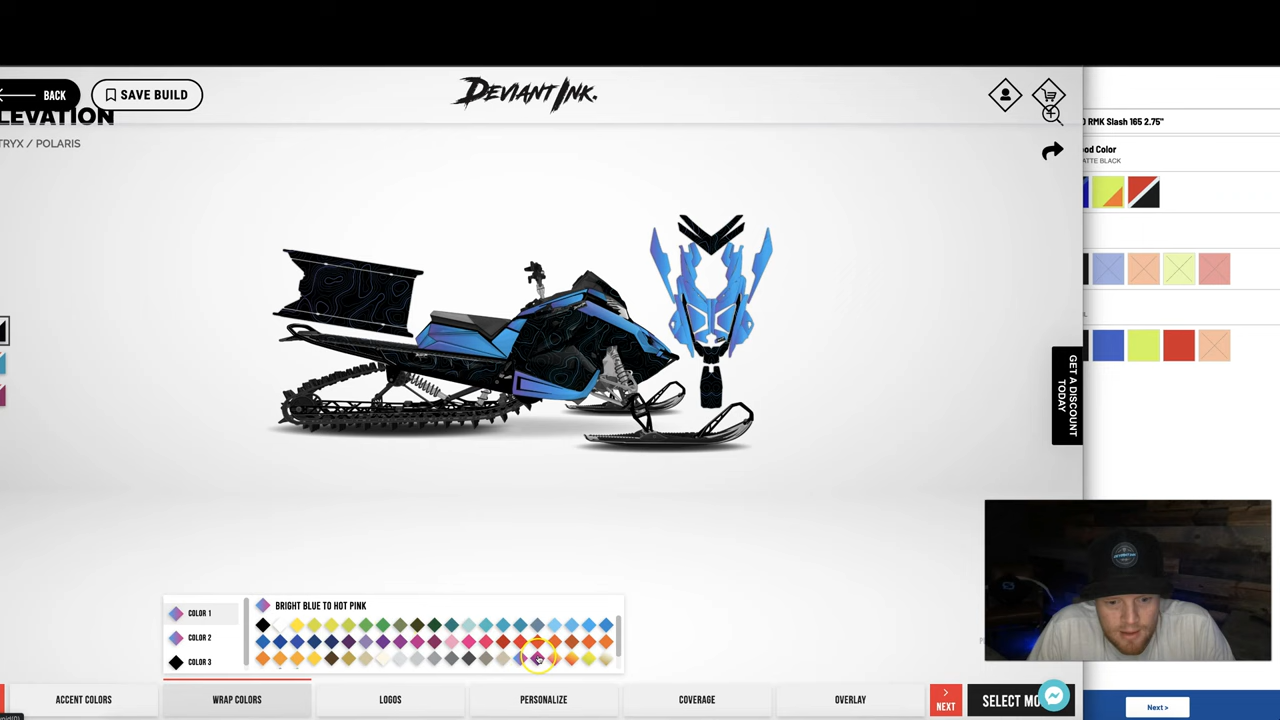 BACK
SAVE BUILD
DEVIANT INK.
LEVATION
TRYX / POLARIS
RMK Slash 165 2.75"
od Color
ATTE BLACK
GET A DISCOUNT
TODAY
BRIGHT BLUE TO HOT PINK
COLOR 1
COLOR 2
COLOR 3
ACCENT COLORS
WRAP COLORS
LOGOS
PERSONALIZE
COVERAGE
OVERLAY
NEXT
SELECT MO
Next >